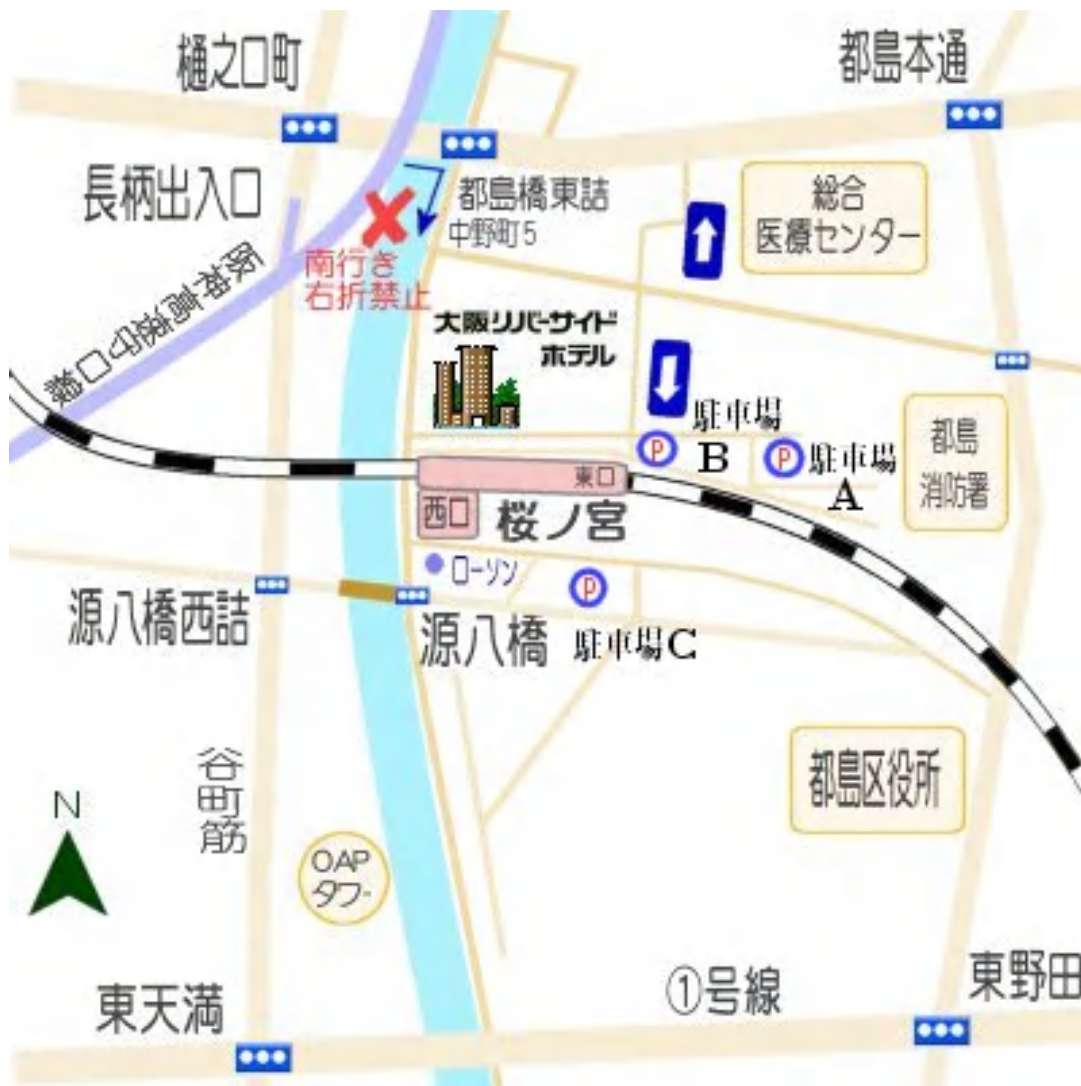 樋之口町
都島本通
長柄出入口
都島橋東詰
中野町5
総合
医療センター
南行き
右折禁止
阪神高速守口線
大阪リバーサイド
ホテル
駐車場
B
P
P
駐車場
A
都島
消防署
東口
西口
桜ノ宮
ローソン
P
源八橋西詰
源八橋
駐車場C
谷町筋
都島区役所
N
OAP
タワー
①号線
東野田
東天満